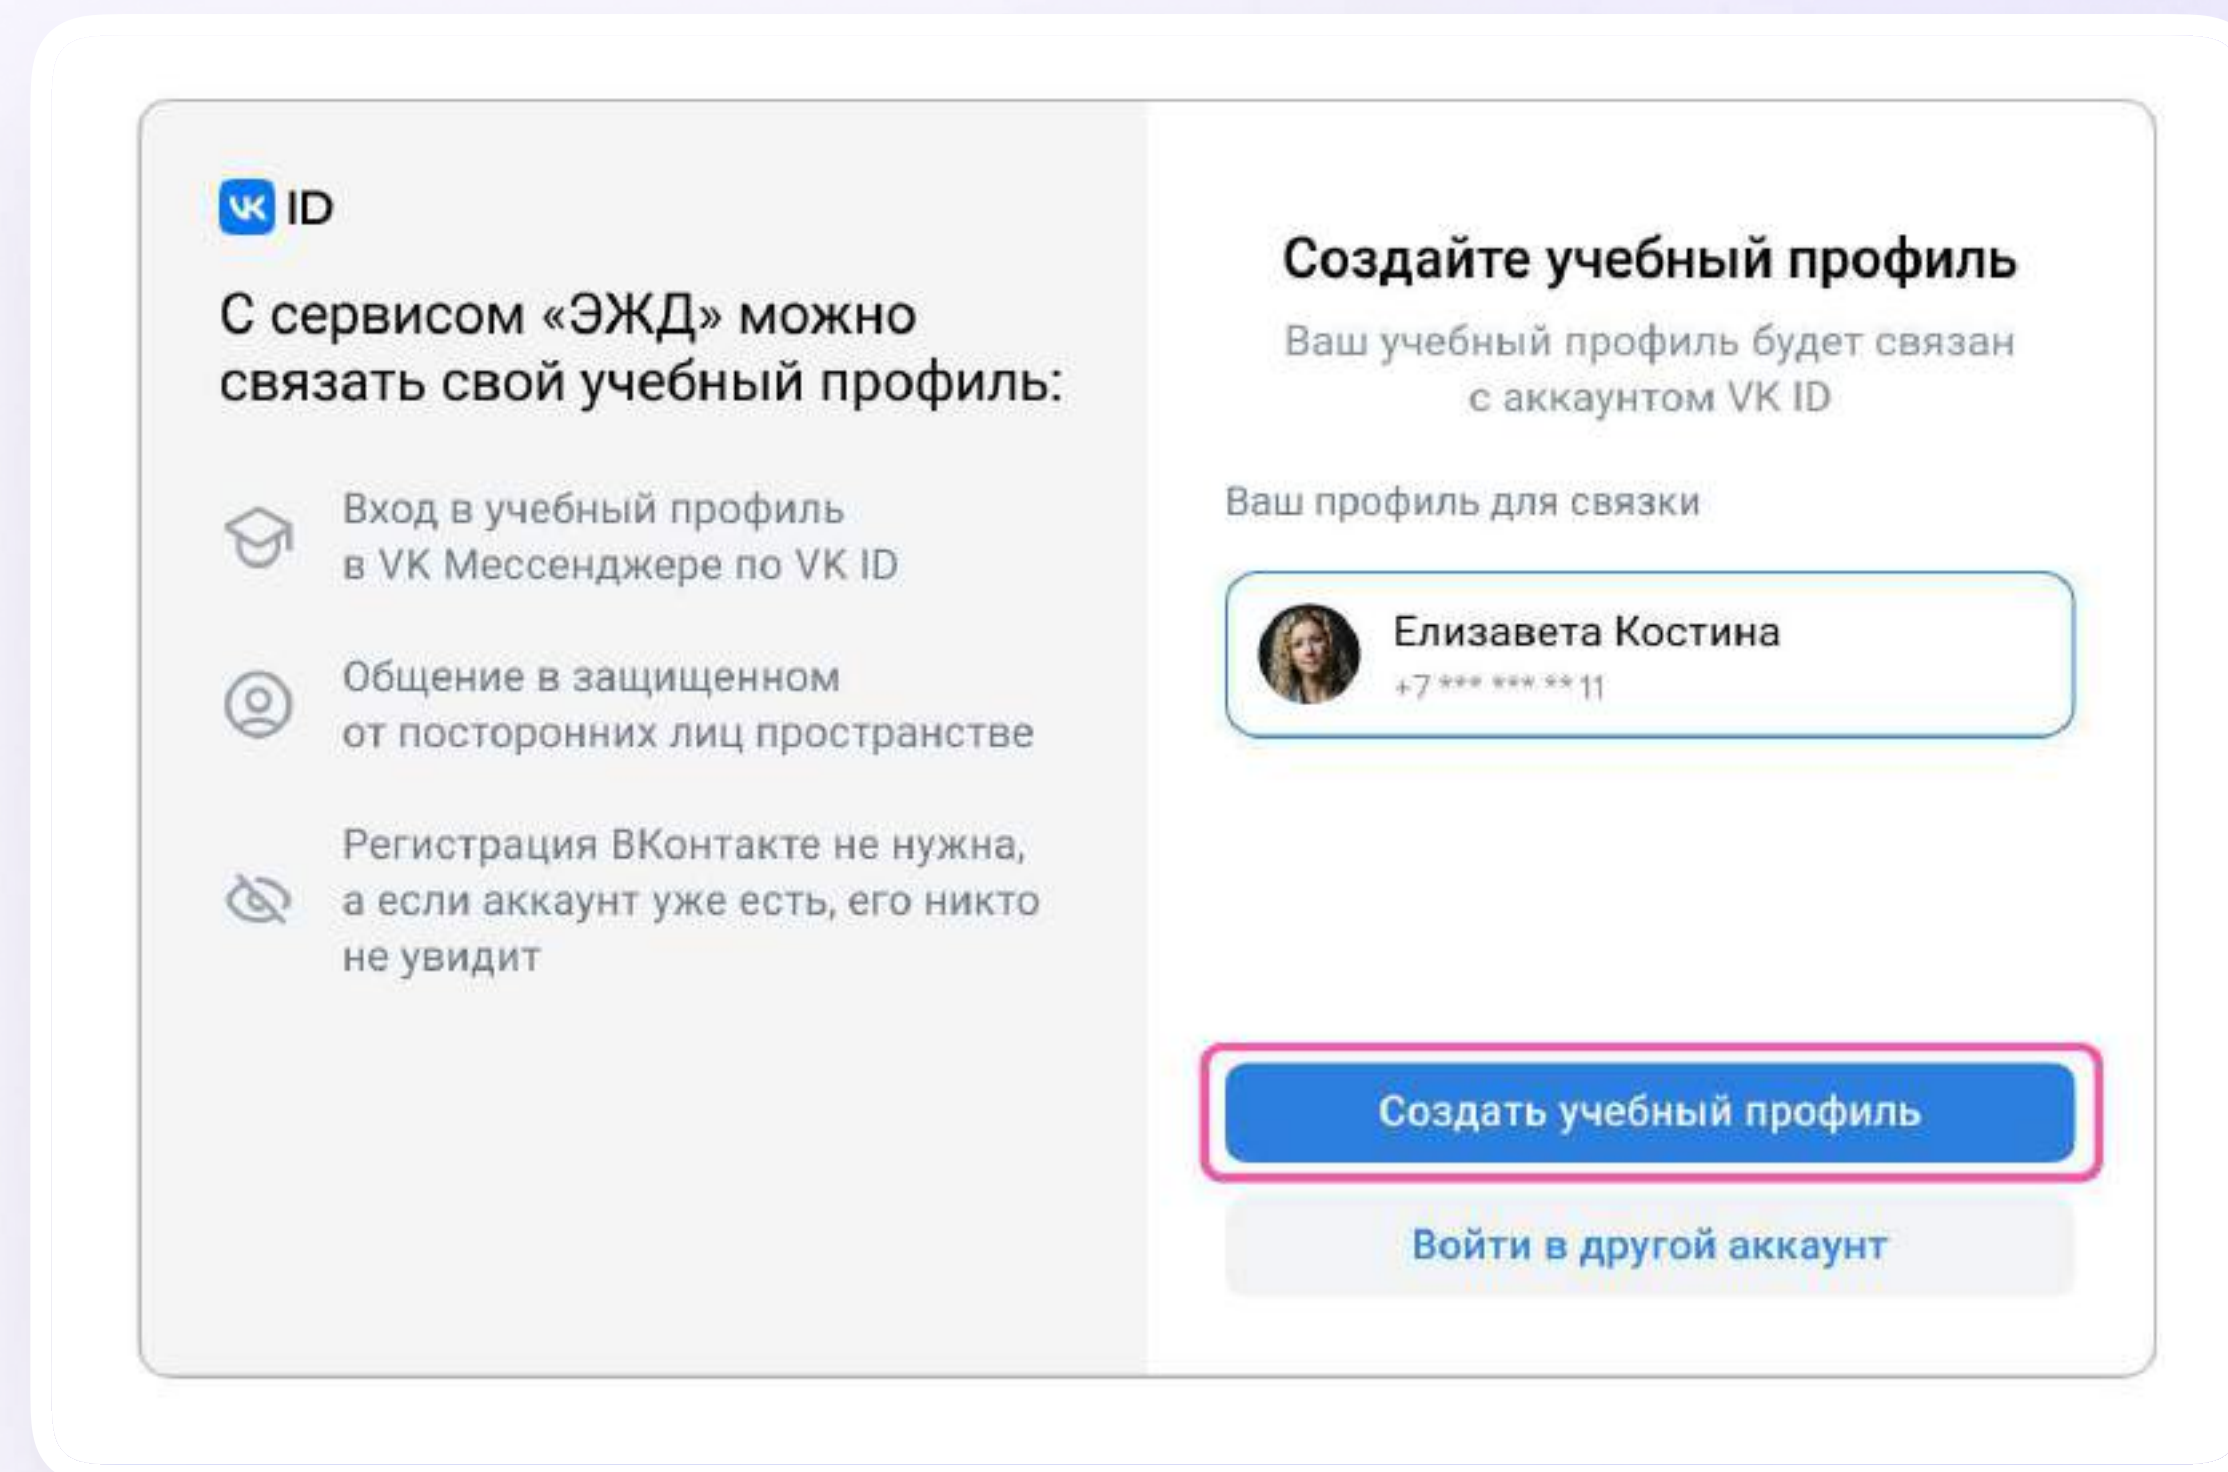 VK ID
С сервисом «ЭЖД» можно
связать свой учебный профиль:
Вход в учебный профиль
в VK Мессенджере по VK ID
Общение в защищенном
от посторонних лиц пространстве
Регистрация ВКонтакте не нужна,
а если аккаунт уже есть, его никто
не увидит
Создайте учебный профиль
Ваш учебный профиль будет связан
с аккаунтом VK ID
Ваш профиль для связки
Елизавета Костина
+7 *** *** ** 11
Создать учебный профиль
Войти в другой аккаунт